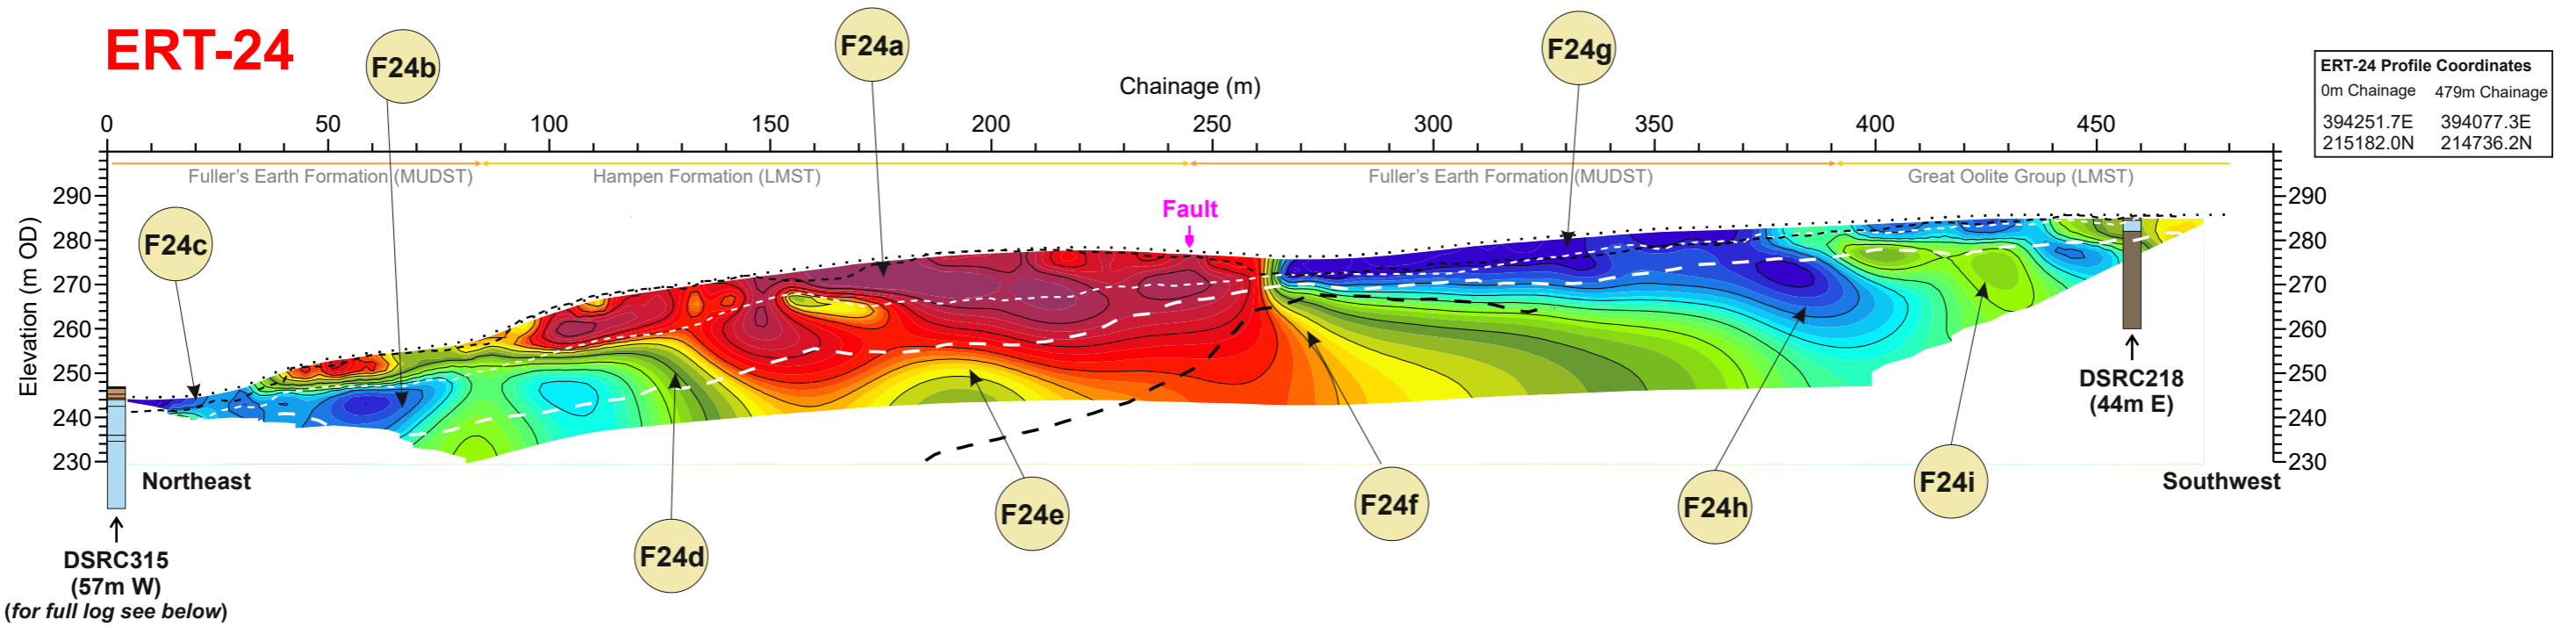 ERT-24
F24b
F24a
F24g
Chainage (m)
ERT-24 Profile Coordinates
0m Chainage 479m Chainage
394251.7E 394077.3E
215182.0N 214736.2N
0 50 100 150 200 250 300 350 400 450
Fuller's Earth Formation (MUDST) Hampen Formation (LMST) Fuller's Earth Formation (MUDST) Great Oolite Group (LMST)
Elevation (m OD)
290
280
270
260
250
240
230
Fault
F24c
290
280
270
260
250
240
230
DSRC218
(44m E)
Northeast
Southwest
F24d
F24e
F24f
F24h
F24i
DSRC315
(57m W)
(for full log see below)